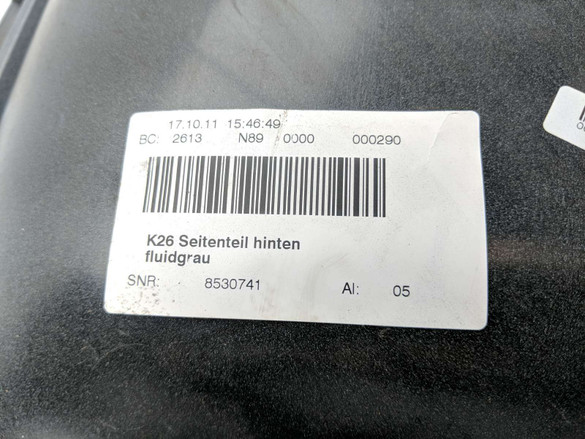 17.10.11 15:46:49
BC: 2613 N89 0000 000290
K26 Seitenteil hinten
fluidgrau
SNR: 8530741 AI: 05